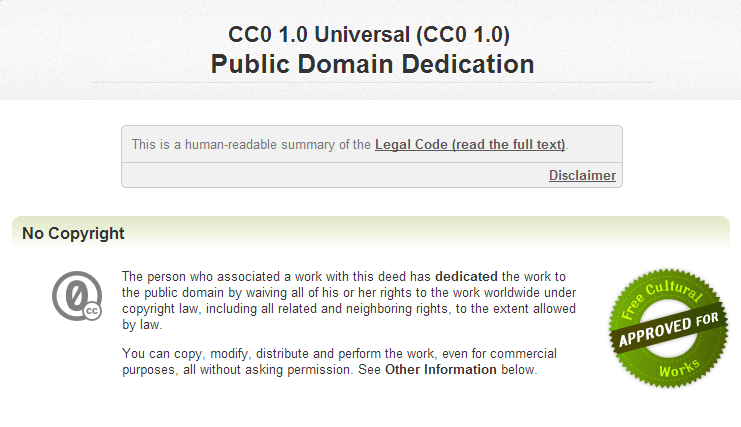 CC0 1.0 Universal (CC0 1.0)
Public Domain Dedication
This is a human-readable summary of the Legal Code (read the full text).
Disclaimer
No Copyright
0
cc
The person who associated a work with this deed has dedicated the work to
the public domain by waiving all of his or her rights to the work worldwide under
copyright law, including all related and neighboring rights, to the extent allowed
by law.
You can copy, modify, distribute and perform the work, even for commercial
purposes, all without asking permission. See Other Information below.
Free Cultural
APPROVED FOR
Works